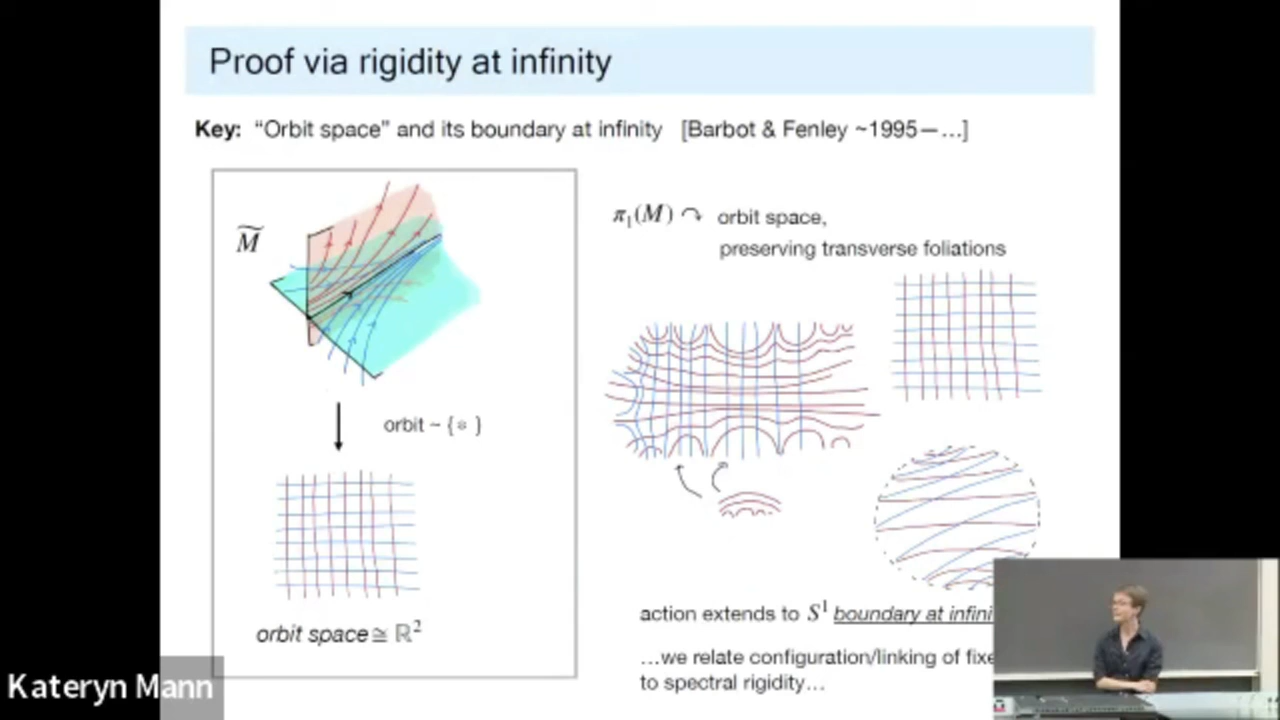 Proof via rigidity at infinity
Key: “Orbit space” and its boundary at infinity [Barbot & Fenley ~1995—…]
M̃
orbit ~ {∗}
orbit space ≅ ℝ²
π₁(M) ↷ orbit space,
preserving transverse foliations
action extends to S¹ boundary at infini
…we relate configuration/linking of fixe
to spectral rigidity…
Kateryn Mann